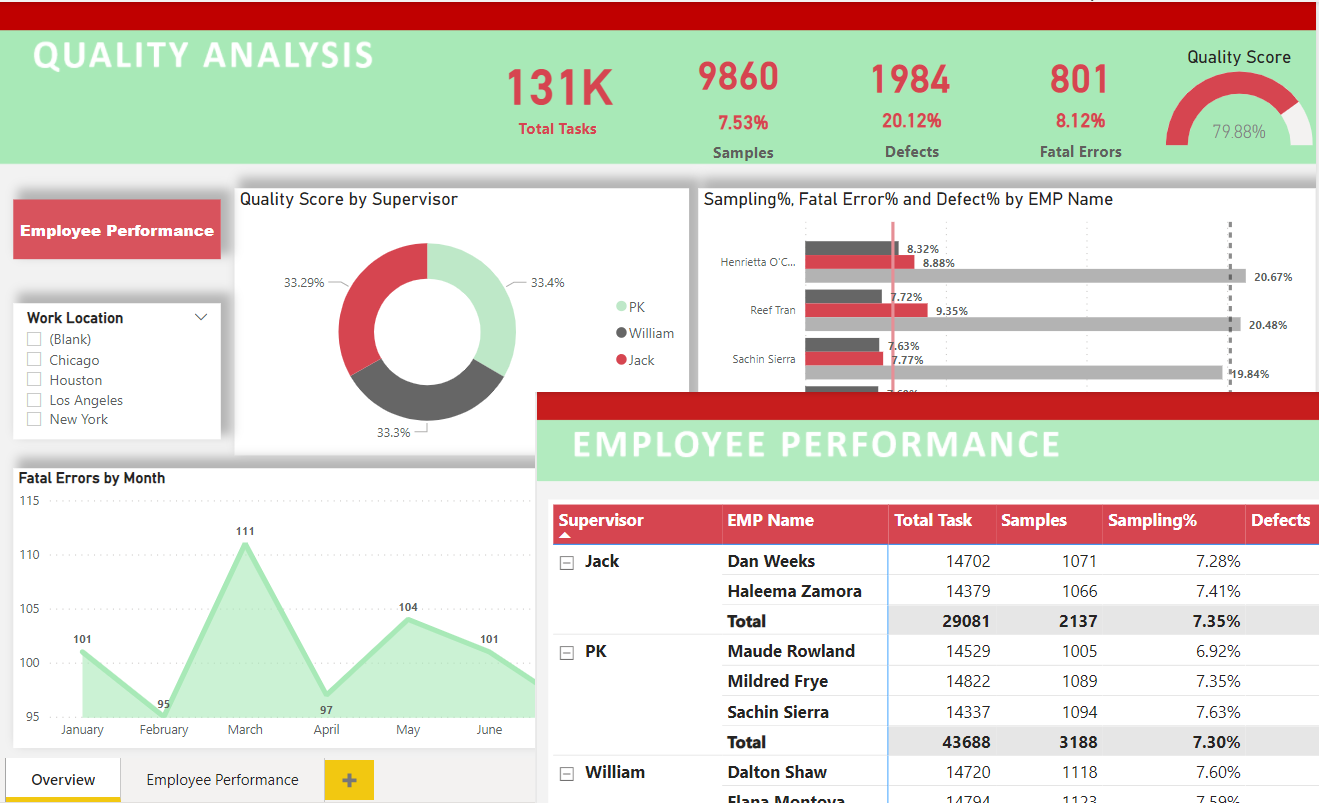 QUALITY ANALYSIS
131K
Total Tasks
9860
7.53%
Samples
1984
20.12%
Defects
801
8.12%
Fatal Errors
Quality Score
79.88%
Employee Performance
Work Location
(Blank)
Chicago
Houston
Los Angeles
New York
Quality Score by Supervisor
33.29%
33.4%
33.3%
PK
William
Jack
Sampling%, Fatal Error% and Defect% by EMP Name
Henrietta O'C...
8.32%
8.88%
20.67%
Reef Tran
7.72%
9.35%
20.48%
Sachin Sierra
7.63%
7.77%
19.84%
Fatal Errors by Month
115
110
105
100
95
101
95
111
97
104
101
January February March April May June
Overview Employee Performance +
EMPLOYEE PERFORMANCE
Supervisor EMP Name Total Task Samples Sampling% Defects
Jack Dan Weeks 14702 1071 7.28%
Haleema Zamora 14379 1066 7.41%
Total 29081 2137 7.35%
PK Maude Rowland 14529 1005 6.92%
Mildred Frye 14822 1089 7.35%
Sachin Sierra 14337 1094 7.63%
Total 43688 3188 7.30%
William Dalton Shaw 14720 1118 7.60%
Elana Montoya 14794 1123 7.59%